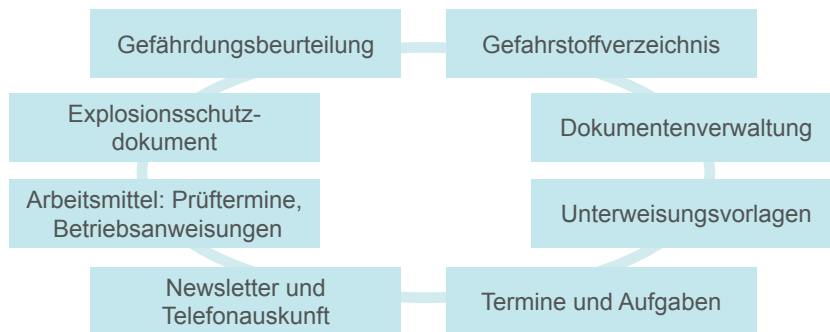 Gefährdungsbeurteilung
Gefahrstoffverzeichnis
Explosionsschutz-
dokument
Dokumentenverwaltung
Arbeitsmittel: Prüftermine,
Betriebsanweisungen
Unterweisungsvorlagen
Newsletter und
Telefonauskunft
Termine und Aufgaben